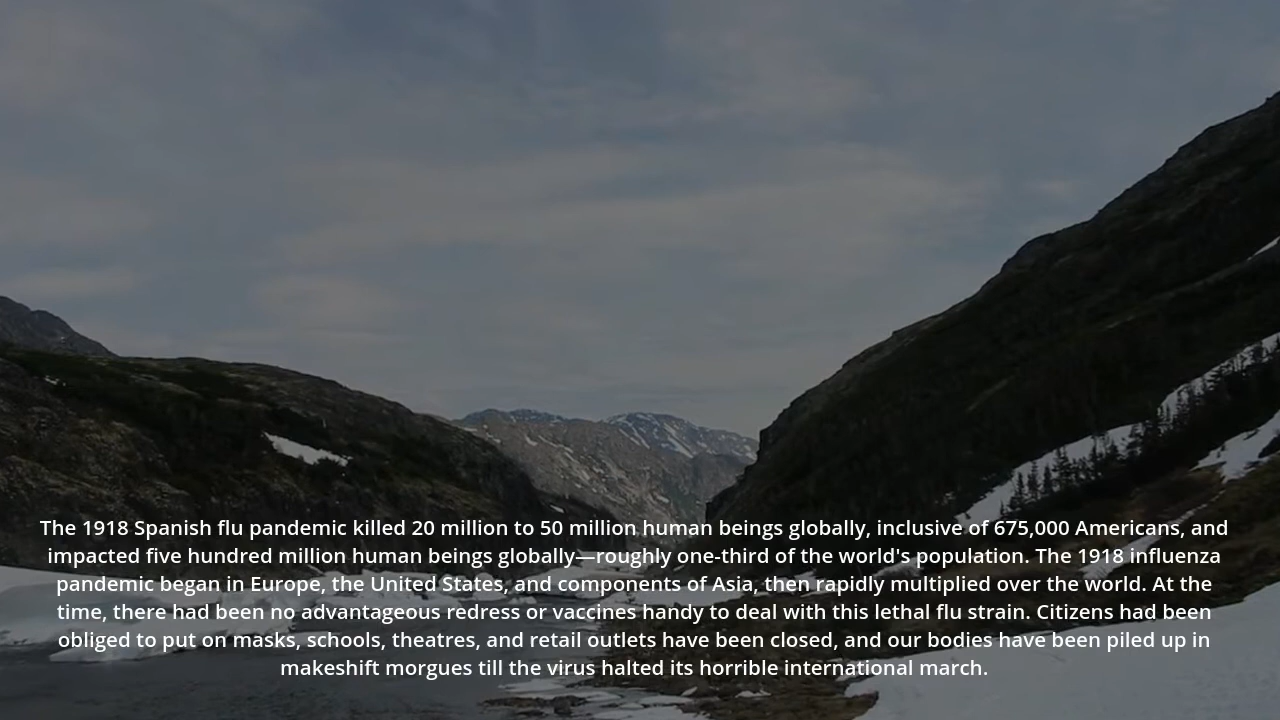 The 1918 Spanish flu pandemic killed 20 million to 50 million human beings globally, inclusive of 675,000 Americans, and
impacted five hundred million human beings globally—roughly one-third of the world's population. The 1918 influenza
pandemic began in Europe, the United States, and components of Asia, then rapidly multiplied over the world. At the
time, there had been no advantageous redress or vaccines handy to deal with this lethal flu strain. Citizens had been
obliged to put on masks, schools, theatres, and retail outlets have been closed, and our bodies have been piled up in
makeshift morgues till the virus halted its horrible international march.